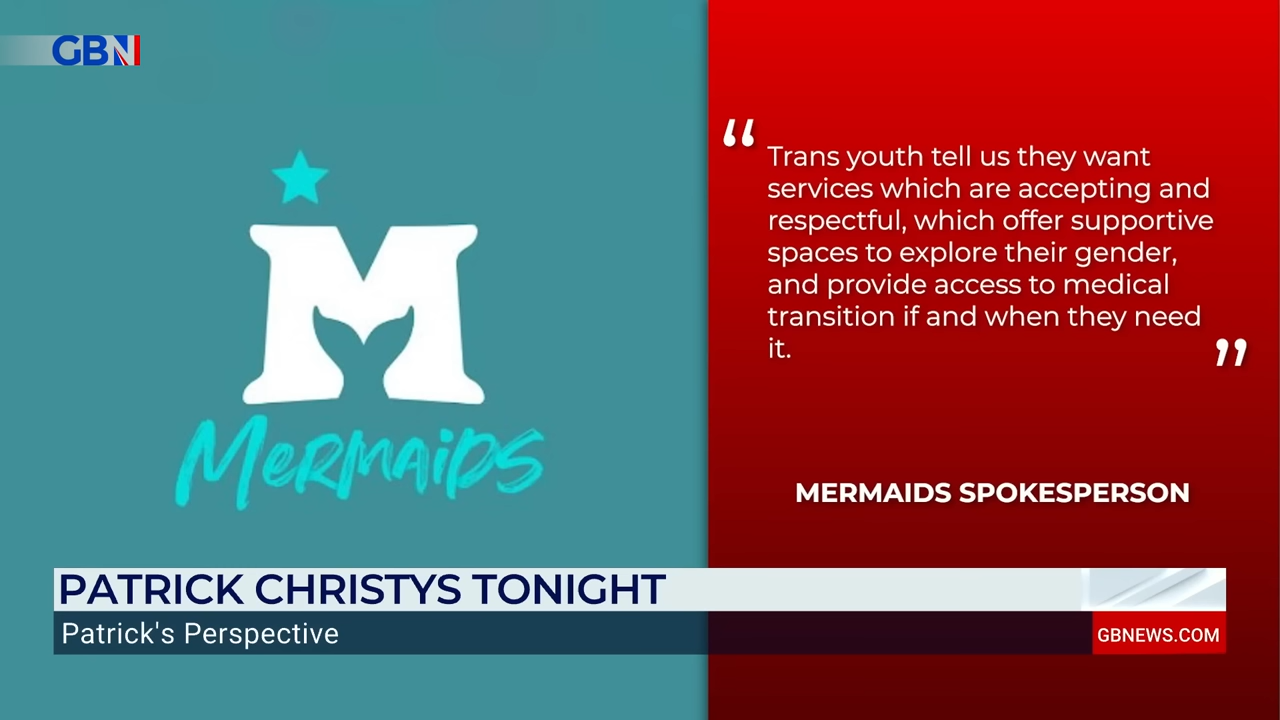 GBN
M
MeRMAiDS
“
Trans youth tell us they want
services which are accepting and
respectful, which offer supportive
spaces to explore their gender,
and provide access to medical
transition if and when they need
it.
”
MERMAIDS SPOKESPERSON
PATRICK CHRISTYS TONIGHT
Patrick's Perspective
GBNEWS.COM